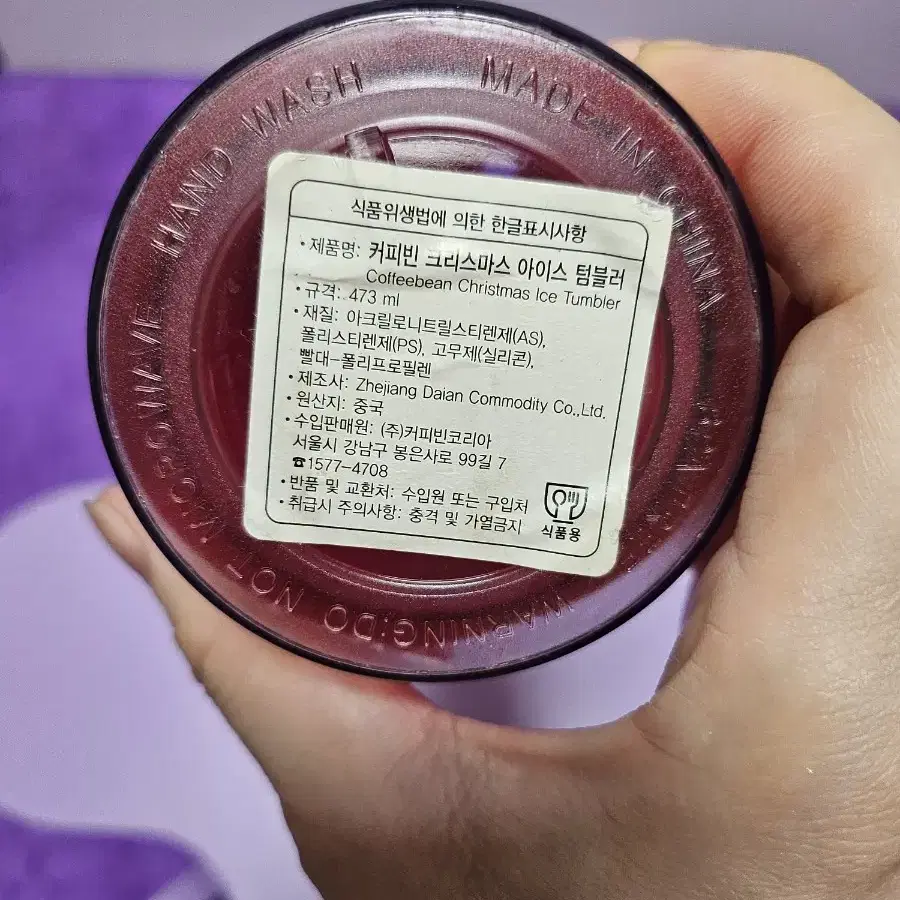 식품위생법에 의한 한글표시사항
• 제품명: 커피빈 크리스마스 아이스 텀블러
Coffeebean Christmas Ice Tumbler
• 규격: 473 ml
• 재질: 아크릴로니트릴스티렌제(AS),
폴리스티렌제(PS), 고무제(실리콘),
빨대-폴리프로필렌
• 제조사: Zhejiang Daian Commodity Co.,Ltd.
• 원산지: 중국
• 수입판매원: (주)커피빈코리아
서울시 강남구 봉은사로 99길 7
☎1577-4708
• 반품 및 교환처: 수입원 또는 구입처
• 취급시 주의사항: 충격 및 가열금지
식품용
MADE IN CHINA
WARNING:DO NOT MICROWAVE HAND WASH